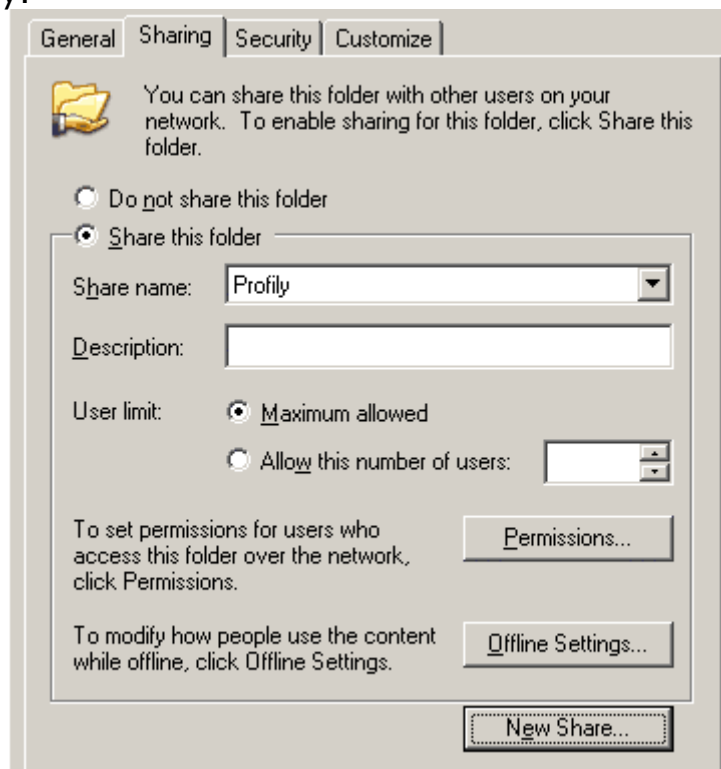 y.
General Sharing Security Customize
You can share this folder with other users on your
network. To enable sharing for this folder, click Share this
folder.
Do not share this folder
Share this folder
Share name: Profily
Description:
User limit: Maximum allowed
Allow this number of users:
To set permissions for users who
access this folder over the network,
click Permissions.
Permissions...
To modify how people use the content
while offline, click Offline Settings.
Offline Settings...
New Share...